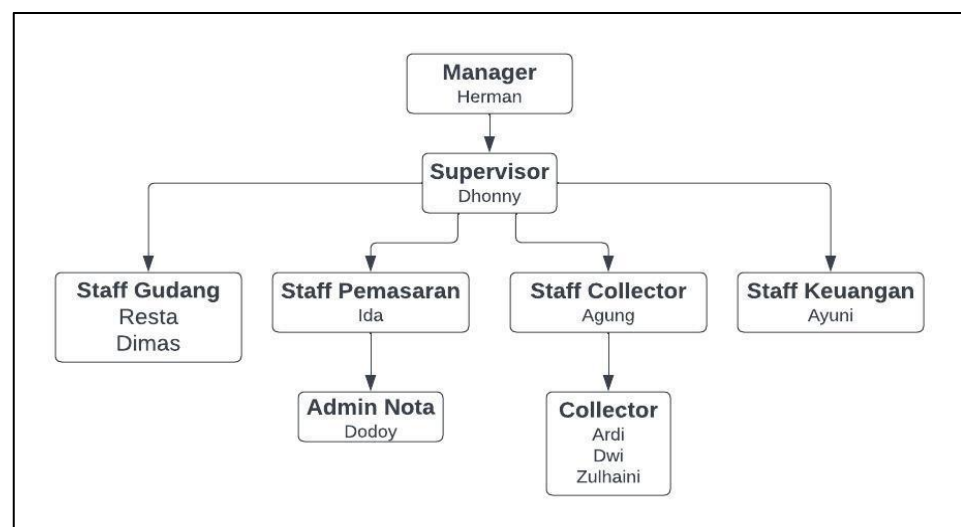 Manager
Herman
Supervisor
Dhonny
Staff Gudang
Resta
Dimas
Staff Pemasaran
Ida
Staff Collector
Agung
Staff Keuangan
Ayuni
Admin Nota
Dodoy
Collector
Ardi
Dwi
Zulhaini